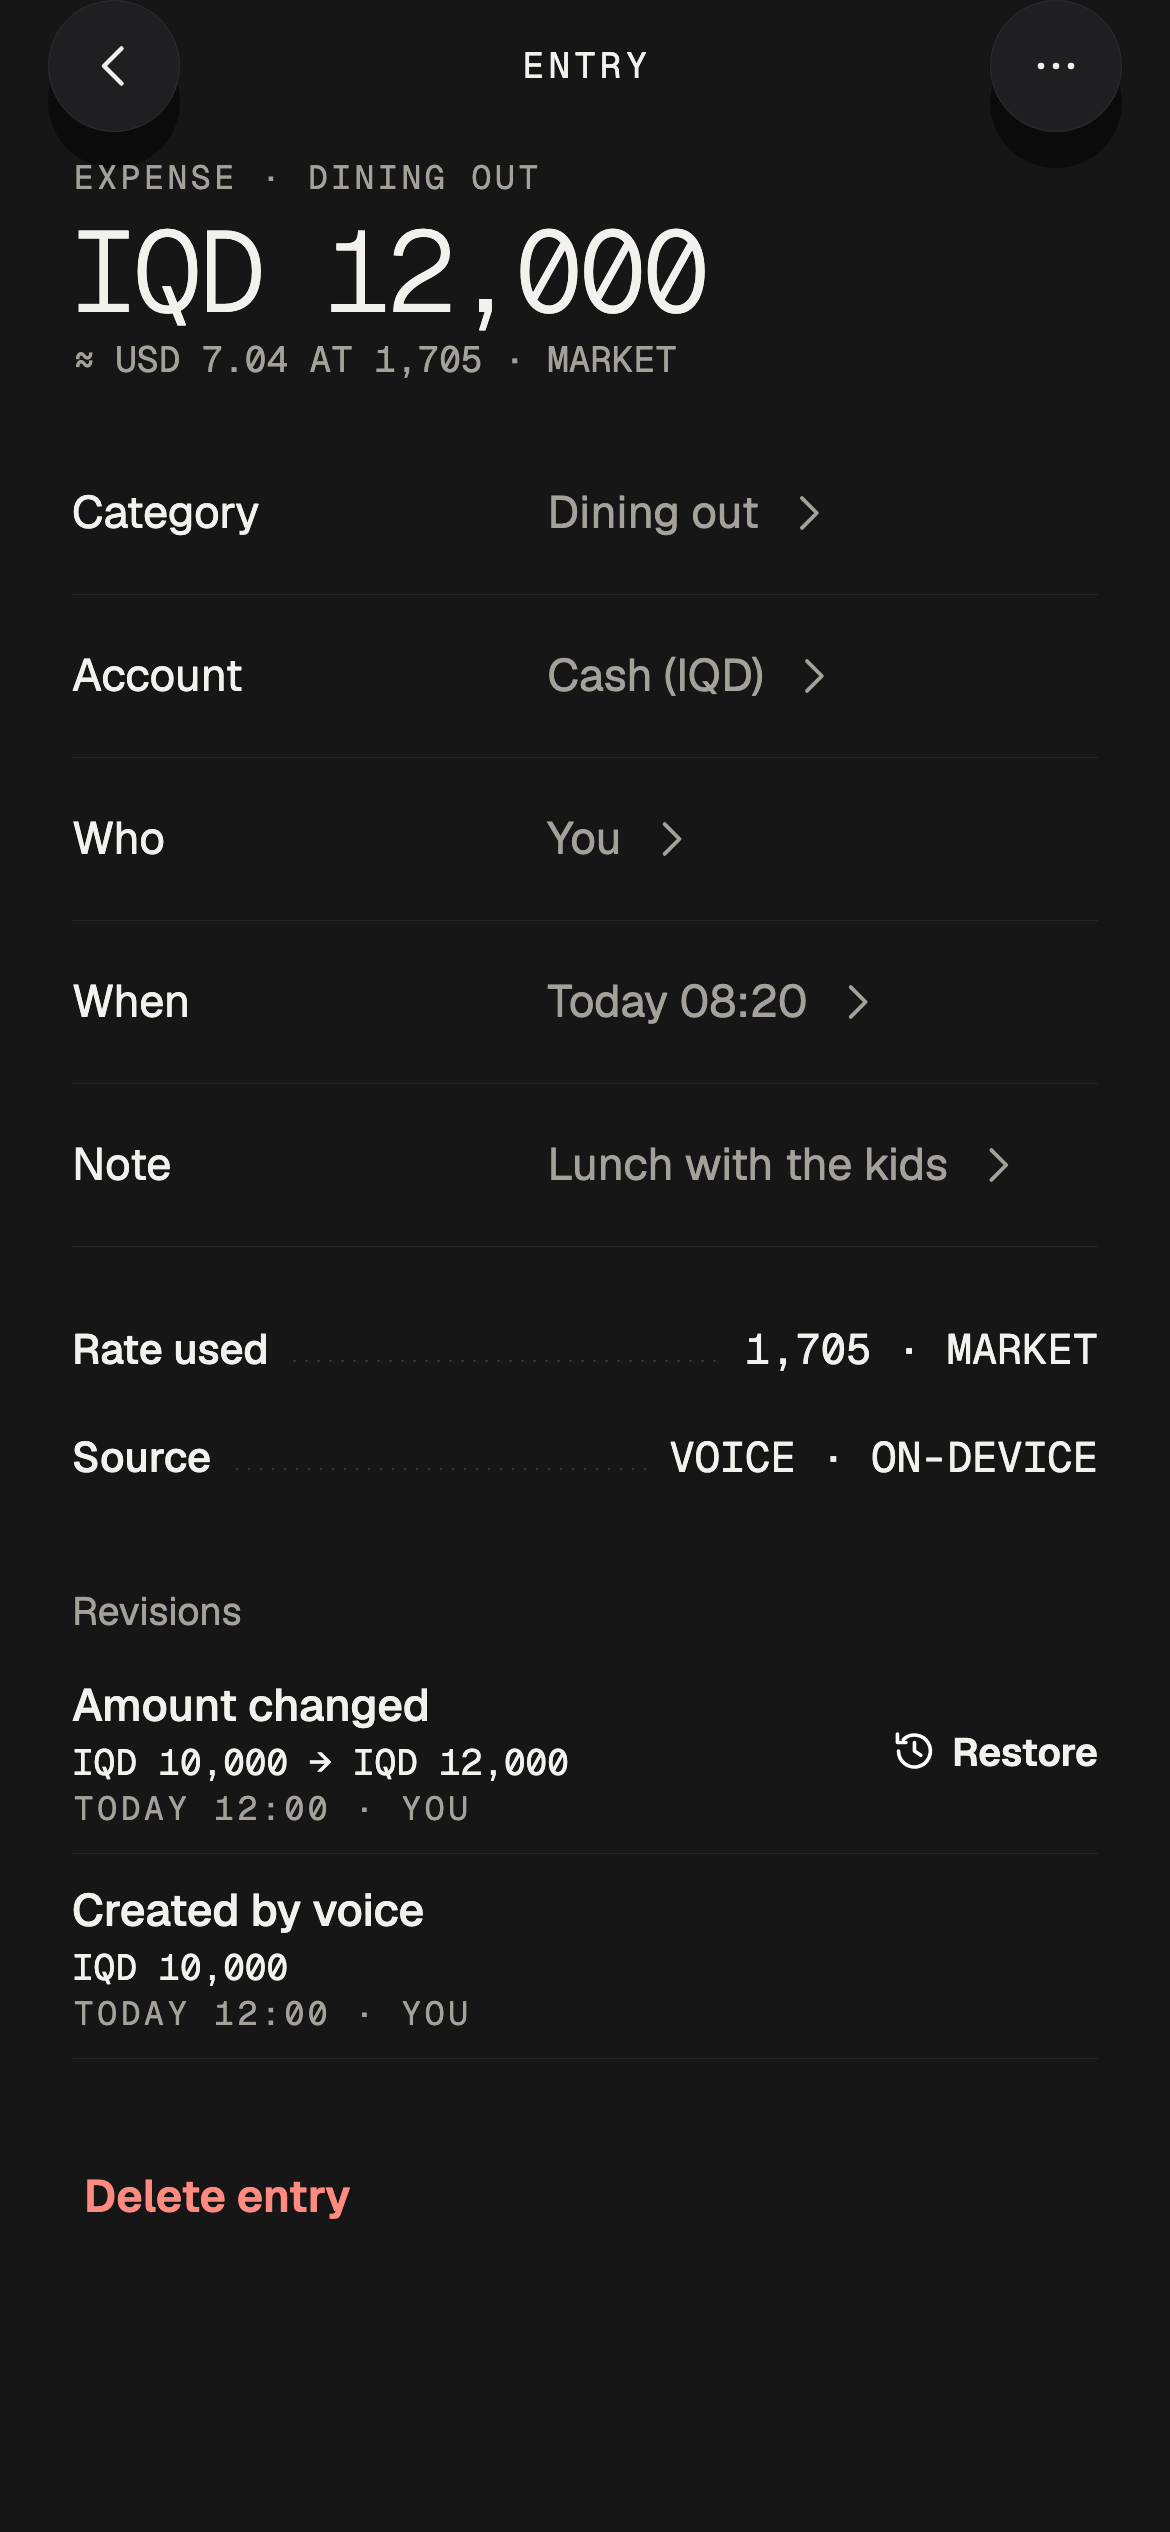 ENTRY
EXPENSE · DINING OUT
IQD 12,000
≈ USD 7.04 AT 1,705 · MARKET
Category Dining out
Account Cash (IQD)
Who You
When Today 08:20
Note Lunch with the kids
Rate used 1,705 · MARKET
Source VOICE · ON-DEVICE
Revisions
Amount changed
IQD 10,000 → IQD 12,000
Restore
TODAY 12:00 · YOU
Created by voice
IQD 10,000
TODAY 12:00 · YOU
Delete entry